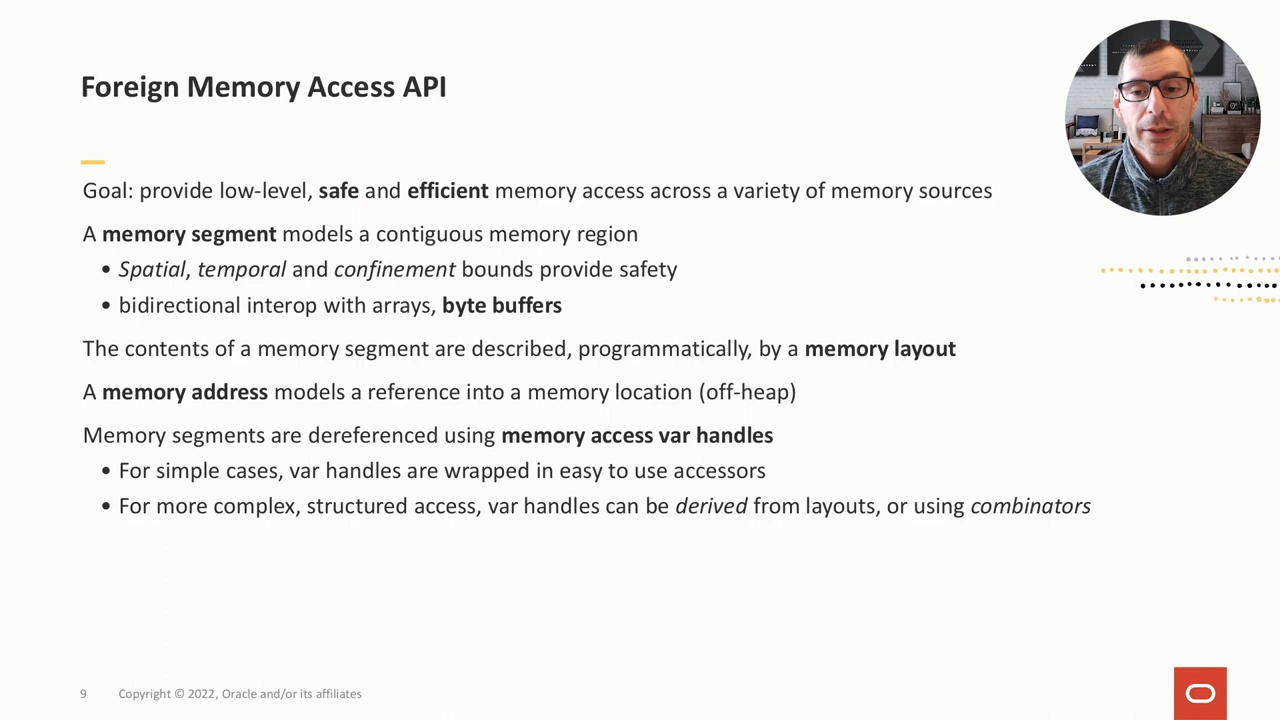 Foreign Memory Access API
Goal: provide low-level, safe and efficient memory access across a variety of memory sources
A memory segment models a contiguous memory region
• Spatial, temporal and confinement bounds provide safety
• bidirectional interop with arrays, byte buffers
The contents of a memory segment are described, programmatically, by a memory layout
A memory address models a reference into a memory location (off-heap)
Memory segments are dereferenced using memory access var handles
• For simple cases, var handles are wrapped in easy to use accessors
• For more complex, structured access, var handles can be derived from layouts, or using combinators
9 Copyright © 2022, Oracle and/or its affiliates